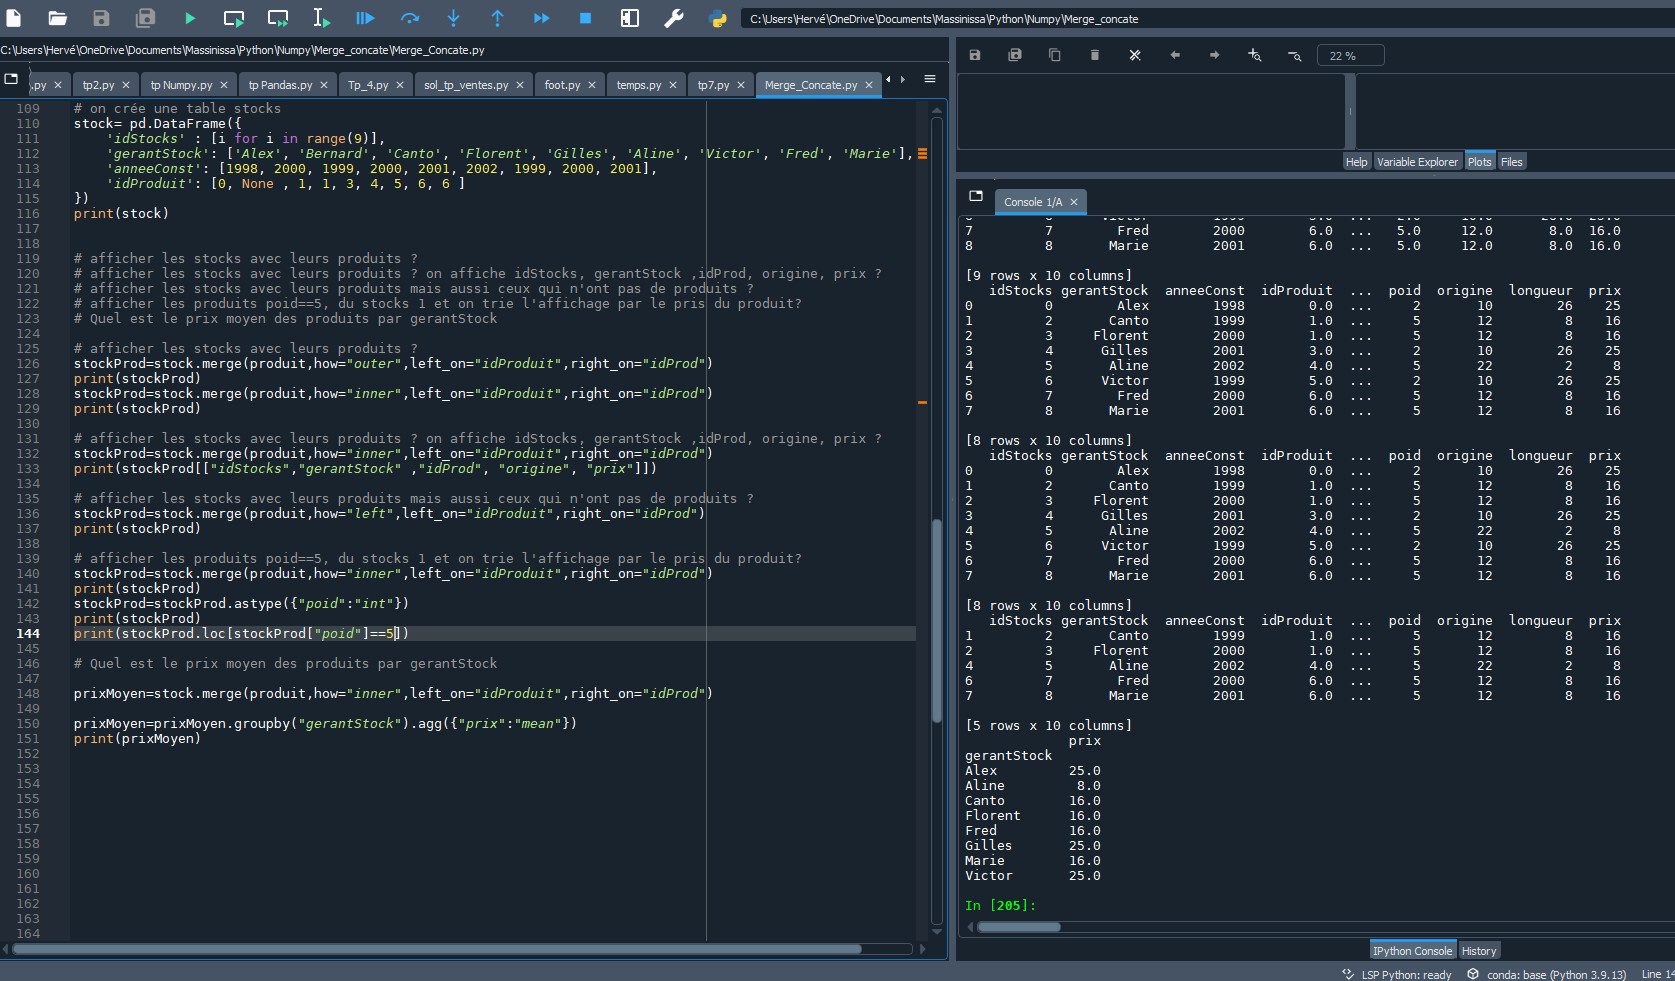 C:\Users\Hervé\OneDrive\Documents\Massinissa\Python\Numpy\Merge_concate
C:\Users\Hervé\OneDrive\Documents\Massinissa\Python\Numpy\Merge_concate\Merge_Concate.py
.py × tp2.py × tp Numpy.py × tp Pandas.py × Tp_4.py × sol_tp_ventes.py × foot.py × temps.py × tp7.py × Merge_Concate.py ×
109 # on crée une table stocks
110 stock= pd.DataFrame({
111     'idStocks' : [i for i in range(9)],
112     'gerantStock': ['Alex', 'Bernard', 'Canto', 'Florent', 'Gilles', 'Aline', 'Victor', 'Fred', 'Marie'],
113     'anneeConst': [1998, 2000, 1999, 2000, 2001, 2002, 1999, 2000, 2001],
114     'idProduit': [0, None , 1, 1, 3, 4, 5, 6, 6 ]
115 })
116 print(stock)
117
118
119 # afficher les stocks avec leurs produits ?
120 # afficher les stocks avec leurs produits ? on affiche idStocks, gerantStock ,idProd, origine, prix ?
121 # afficher les stocks avec leurs produits mais aussi ceux qui n'ont pas de produits ?
122 # afficher les produits poid==5, du stocks 1 et on trie l'affichage par le pris du produit?
123 # Quel est le prix moyen des produits par gerantStock
124
125 # afficher les stocks avec leurs produits ?
126 stockProd=stock.merge(produit,how="outer",left_on="idProduit",right_on="idProd")
127 print(stockProd)
128 stockProd=stock.merge(produit,how="inner",left_on="idProduit",right_on="idProd")
129 print(stockProd)
130
131 # afficher les stocks avec leurs produits ? on affiche idStocks, gerantStock ,idProd, origine, prix ?
132 stockProd=stock.merge(produit,how="inner",left_on="idProduit",right_on="idProd")
133 print(stockProd[["idStocks","gerantStock" ,"idProd", "origine", "prix"]])
134
135 # afficher les stocks avec leurs produits mais aussi ceux qui n'ont pas de produits ?
136 stockProd=stock.merge(produit,how="left",left_on="idProduit",right_on="idProd")
137 print(stockProd)
138
139 # afficher les produits poid==5, du stocks 1 et on trie l'affichage par le pris du produit?
140 stockProd=stock.merge(produit,how="inner",left_on="idProduit",right_on="idProd")
141 print(stockProd)
142 stockProd=stockProd.astype({"poid":"int"})
143 print(stockProd)
144 print(stockProd.loc[stockProd["poid"]==5])
145
146 # Quel est le prix moyen des produits par gerantStock
147
148 prixMoyen=stock.merge(produit,how="inner",left_on="idProduit",right_on="idProd")
149
150 prixMoyen=prixMoyen.groupby("gerantStock").agg({"prix":"mean"})
151 print(prixMoyen)
152
153
154
155
156
157
158
159
160
161
162
163
164
22 %
Help Variable Explorer Plots Files
Console 1/A ×
7 7 Fred 2000 6.0 ... 5.0 12.0 8.0 16.0
8 8 Marie 2001 6.0 ... 5.0 12.0 8.0 16.0
[9 rows x 10 columns]
idStocks gerantStock anneeConst idProduit ... poid origine longueur prix
0 0 Alex 1998 0.0 ... 2 10 26 25
1 2 Canto 1999 1.0 ... 5 12 8 16
2 3 Florent 2000 1.0 ... 5 12 8 16
3 4 Gilles 2001 3.0 ... 2 10 26 25
4 5 Aline 2002 4.0 ... 5 22 2 8
5 6 Victor 1999 5.0 ... 2 10 26 25
6 7 Fred 2000 6.0 ... 5 12 8 16
7 8 Marie 2001 6.0 ... 5 12 8 16
[8 rows x 10 columns]
idStocks gerantStock anneeConst idProduit ... poid origine longueur prix
0 0 Alex 1998 0.0 ... 2 10 26 25
1 2 Canto 1999 1.0 ... 5 12 8 16
2 3 Florent 2000 1.0 ... 5 12 8 16
3 4 Gilles 2001 3.0 ... 2 10 26 25
4 5 Aline 2002 4.0 ... 5 22 2 8
5 6 Victor 1999 5.0 ... 2 10 26 25
6 7 Fred 2000 6.0 ... 5 12 8 16
7 8 Marie 2001 6.0 ... 5 12 8 16
[8 rows x 10 columns]
idStocks gerantStock anneeConst idProduit ... poid origine longueur prix
1 2 Canto 1999 1.0 ... 5 12 8 16
2 3 Florent 2000 1.0 ... 5 12 8 16
4 5 Aline 2002 4.0 ... 5 22 2 8
6 7 Fred 2000 6.0 ... 5 12 8 16
7 8 Marie 2001 6.0 ... 5 12 8 16
[5 rows x 10 columns]
prix
gerantStock
Alex 25.0
Aline 8.0
Canto 16.0
Florent 16.0
Fred 16.0
Gilles 25.0
Marie 16.0
Victor 25.0
In [205]:
IPython Console History
LSP Python: ready conda: base (Python 3.9.13) Line 14